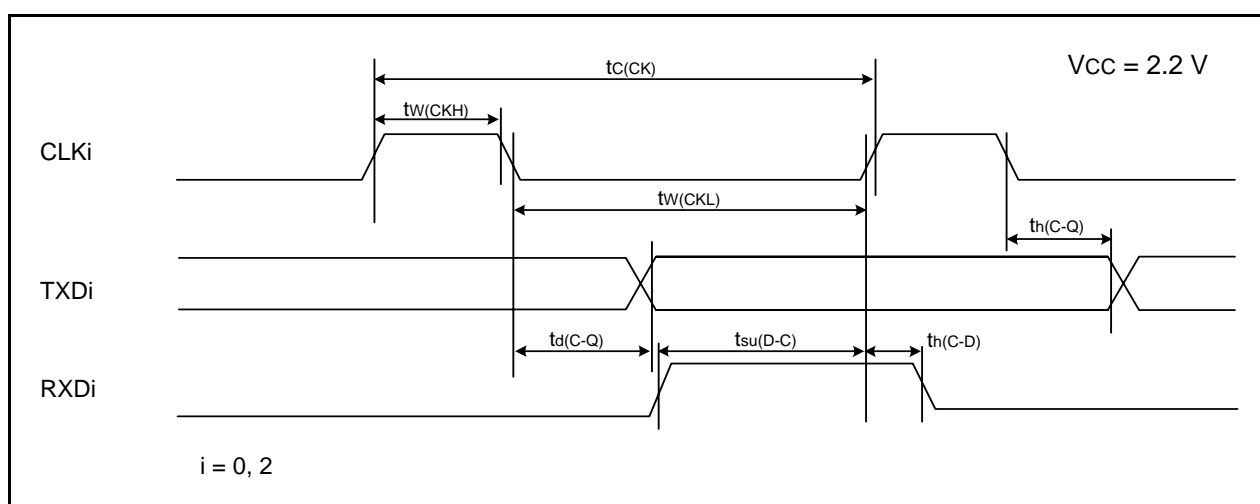 tC(CK)
VCC = 2.2 V
tW(CKH)
CLKi
tW(CKL)
th(C-Q)
TXDi
td(C-Q)
tsu(D-C)
th(C-D)
RXDi
i = 0, 2